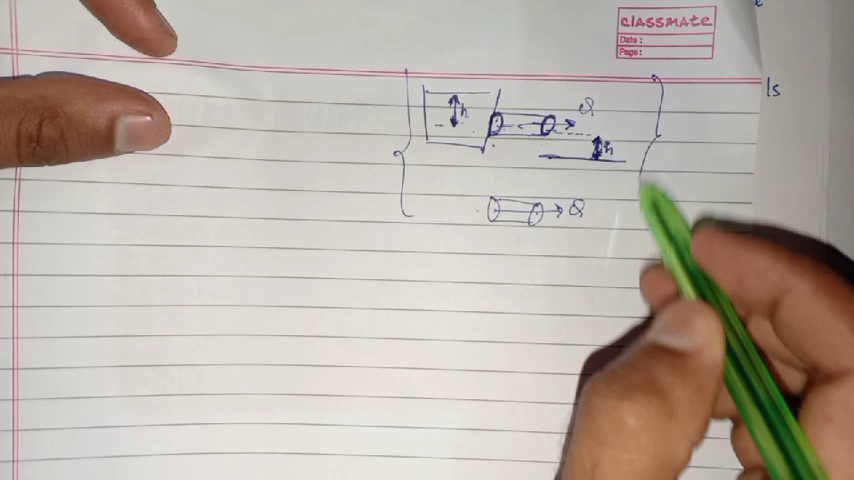 classmate
Date :
Page :
ls
h
Q
h
Q